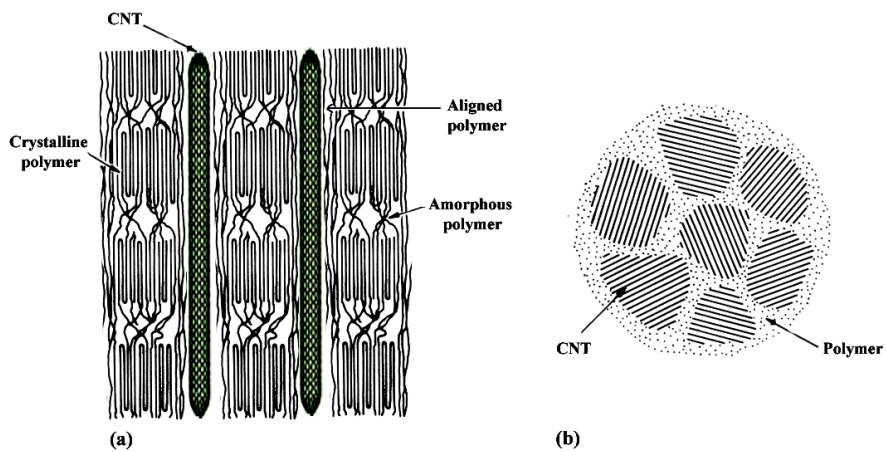 CNT
Aligned
polymer
Crystalline
polymer
Amorphous
polymer
(a)
CNT
Polymer
(b)